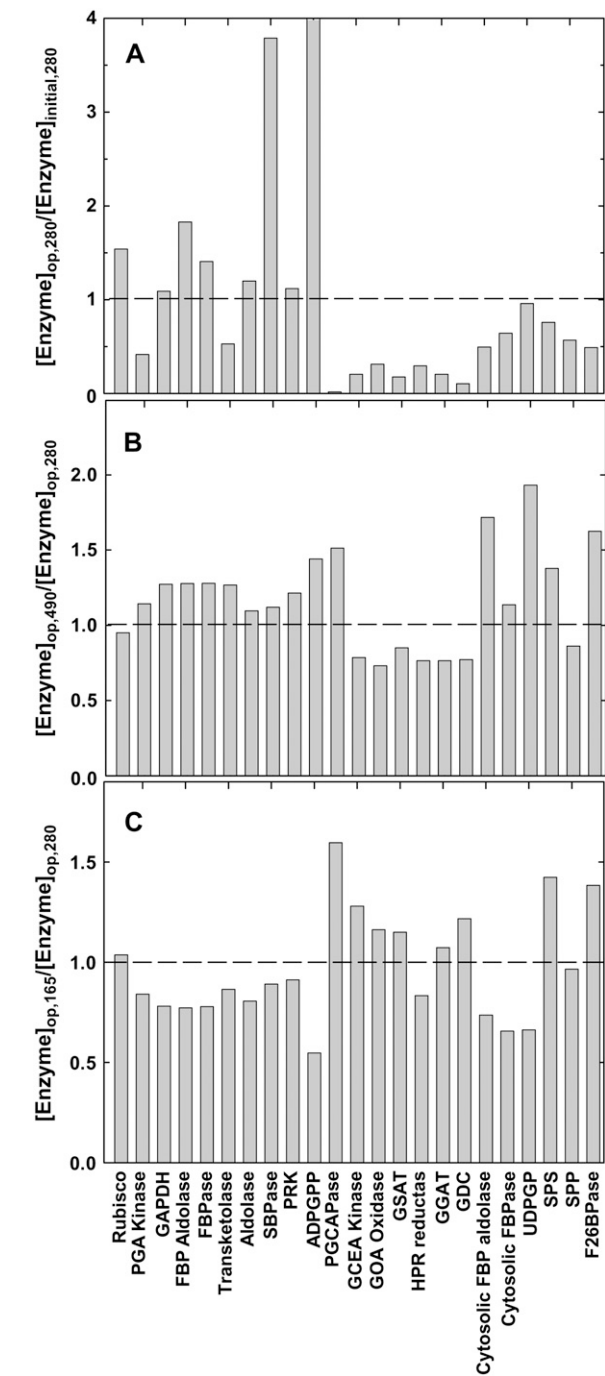 A
[Enzyme]op,280/[Enzyme]initial,280
4
3
2
1
0
B
[Enzyme]op,490/[Enzyme]op,280
2.0
1.5
1.0
0.5
0.0
C
[Enzyme]op,165/[Enzyme]op,280
1.5
1.0
0.5
0.0
Rubisco
PGA Kinase
GAPDH
FBP Aldolase
FBPase
Transketolase
Aldolase
SBPase
PRK
ADPGPP
PGCAPase
GCEA Kinase
GOA Oxidase
GSAT
HPR reductas
GGAT
GDC
Cytosolic FBP aldolase
Cytosolic FBPase
UDPGP
SPS
SPP
F26BPase